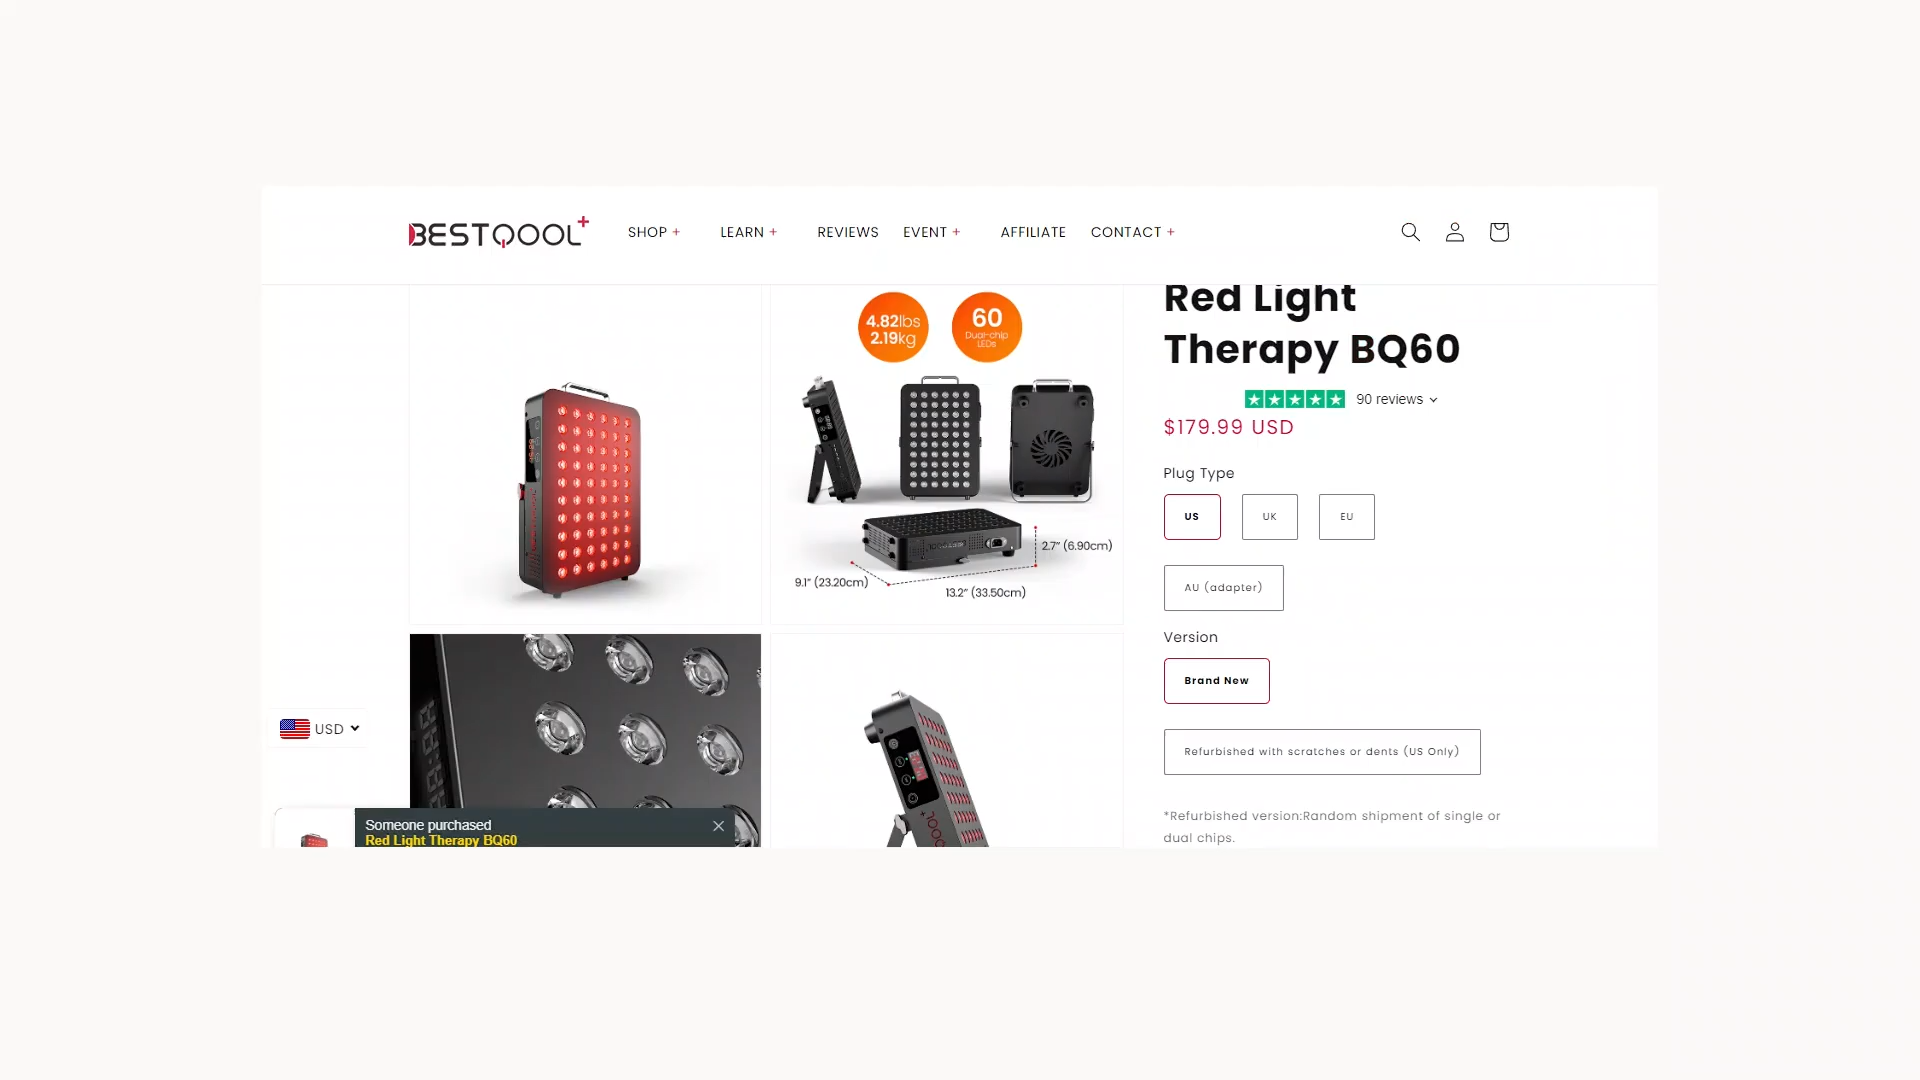 BESTQOOL+
SHOP +
LEARN +
REVIEWS
EVENT +
AFFILIATE
CONTACT +
Red Light
Therapy BQ60
90 reviews
$179.99 USD
Plug Type
US
UK
EU
AU (adapter)
Version
Brand New
Refurbished with scratches or dents (US Only)
*Refurbished version:Random shipment of single or
dual chips.
4.82lbs
2.19kg
60
Dual-chip
LEDs
2.7" (6.90cm)
9.1" (23.20cm)
13.2" (33.50cm)
USD
Someone purchased
Red Light Therapy BQ60